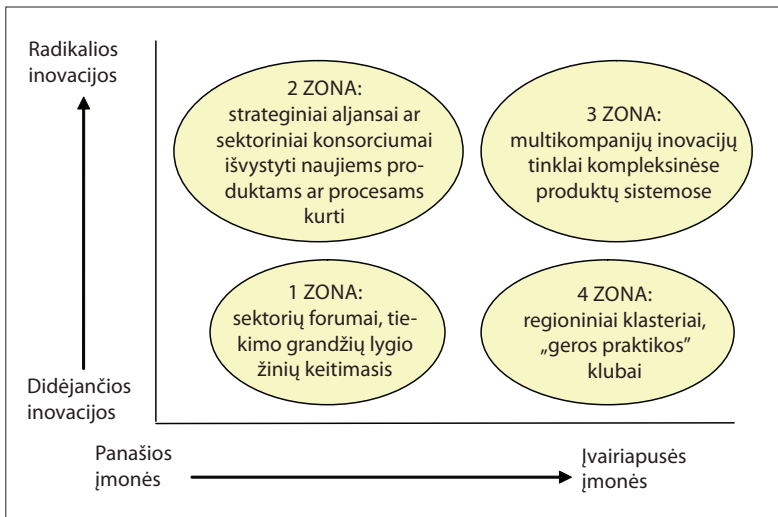 Radikalios
inovacijos
2 ZONA:
strateginiai aljansai ar
sektoriniai konsorciumai
išvystyti naujiems pro-
duktams ar procesams
kurti
3 ZONA:
multikompanijų inovacijų
tinklai kompleksinėse
produktų sistemose
1 ZONA:
sektorių forumai, tie-
kimo grandžių lygio
žinių keitimasis
4 ZONA:
regioniniai klasteriai,
„geros praktikos”
klubai
Didėjančios
inovacijos
Panašios
įmonės
Įvairiapusės
įmonės